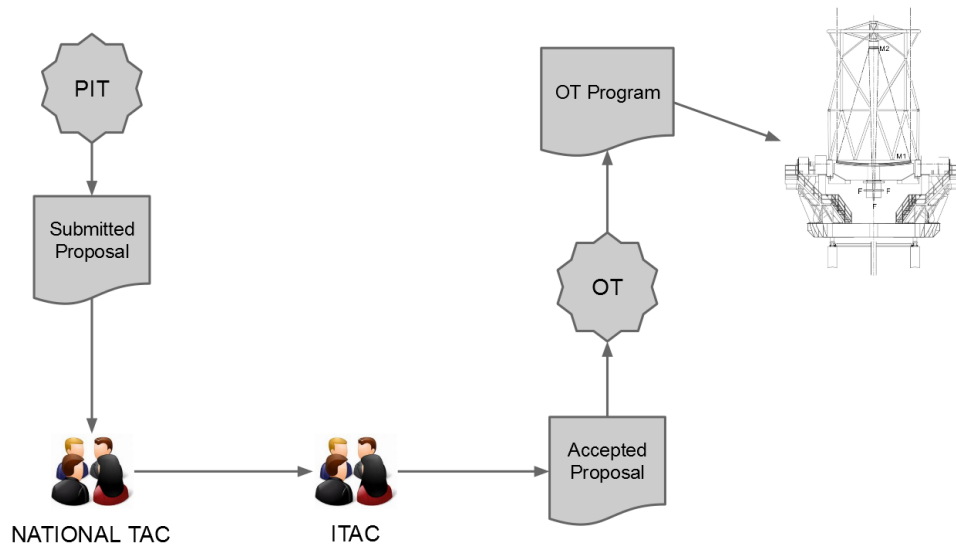 PIT
Submitted
Proposal
NATIONAL TAC
ITAC
Accepted
Proposal
OT
OT Program
M2
M1
F
F
F